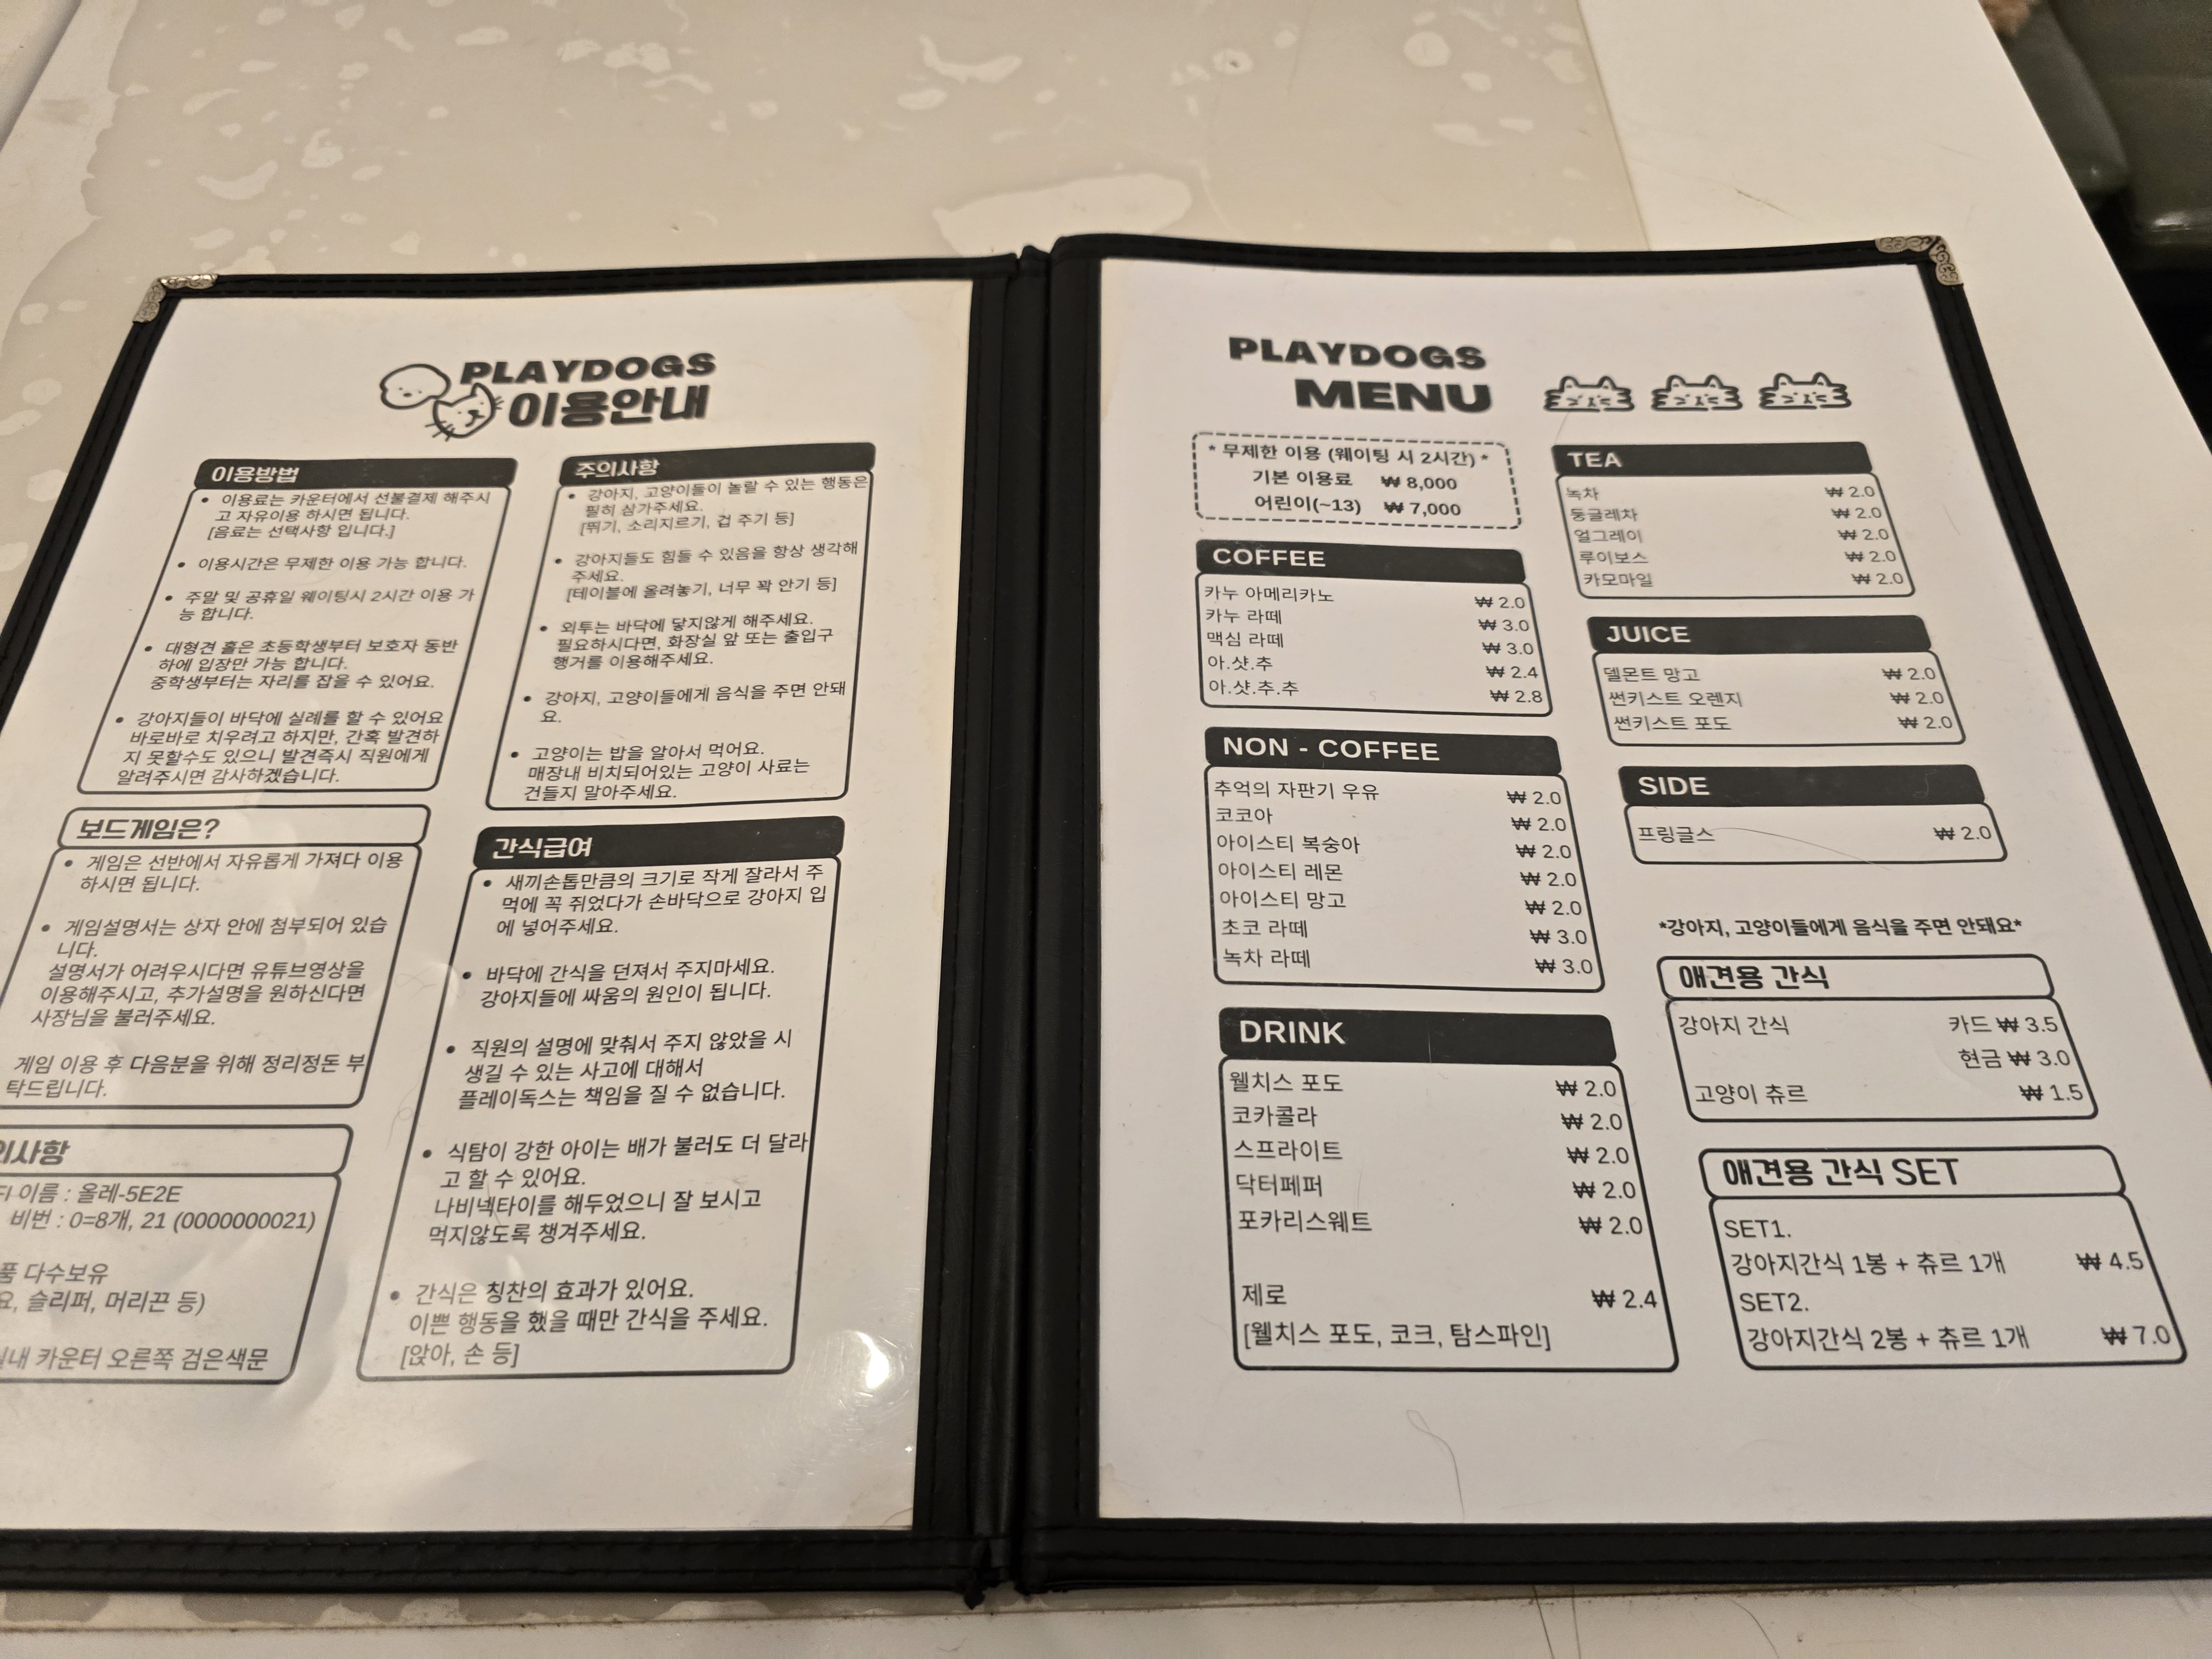 PLAYDOGS
이용안내
이용방법
• 이용료는 카운터에서 선불결제 해주시
고 자유이용 하시면 됩니다.
[음료는 선택사항 입니다.]
• 이용시간은 무제한 이용 가능 합니다.
• 주말 및 공휴일 웨이팅시 2시간 이용 가
능 합니다.
• 대형견 홀은 초등학생부터 보호자 동반
하에 입장만 가능 합니다.
중학생부터는 자리를 잡을 수 있어요.
• 강아지들이 바닥에 실례를 할 수 있어요
바로바로 치우려고 하지만, 간혹 발견하
지 못할수도 있으니 발견즉시 직원에게
알려주시면 감사하겠습니다.
보드게임은?
• 게임은 선반에서 자유롭게 가져다 이용
하시면 됩니다.
• 게임설명서는 상자 안에 첨부되어 있습
니다.
설명서가 어려우시다면 유튜브영상을
이용해주시고, 추가설명을 원하신다면
사장님을 불러주세요.
게임 이용 후 다음분을 위해 정리정돈 부
탁드립니다.
의사항
이름 : 올레-5E2E
비번 : 0=8개, 21 (0000000021)
품 다수보유
요, 슬리퍼, 머리끈 등)
내 카운터 오른쪽 검은색문
주의사항
• 강아지, 고양이들이 놀랄 수 있는 행동은
필히 삼가주세요.
[뛰기, 소리지르기, 겁 주기 등]
• 강아지들도 힘들 수 있음을 항상 생각해
주세요.
[테이블에 올려놓기, 너무 꽉 안기 등]
• 외투는 바닥에 닿지않게 해주세요.
필요하시다면, 화장실 앞 또는 출입구
행거를 이용해주세요.
• 강아지, 고양이들에게 음식을 주면 안돼
요.
• 고양이는 밥을 알아서 먹어요.
매장내 비치되어있는 고양이 사료는
건들지 말아주세요.
간식급여
• 새끼손톱만큼의 크기로 작게 잘라서 주
먹에 꼭 쥐었다가 손바닥으로 강아지 입
에 넣어주세요.
• 바닥에 간식을 던져서 주지마세요.
강아지들에 싸움의 원인이 됩니다.
• 직원의 설명에 맞춰서 주지 않았을 시
생길 수 있는 사고에 대해서
플레이독스는 책임을 질 수 없습니다.
• 식탐이 강한 아이는 배가 불러도 더 달라
고 할 수 있어요.
나비넥타이를 해두었으니 잘 보시고
먹지않도록 챙겨주세요.
• 간식은 칭찬의 효과가 있어요.
이쁜 행동을 했을 때만 간식을 주세요.
[앉아, 손 등]
PLAYDOGS
MENU
* 무제한 이용 (웨이팅 시 2시간) *
기본 이용료 ₩ 8,000
어린이(~13) ₩ 7,000
COFFEE
카누 아메리카노 ₩ 2.0
카누 라떼 ₩ 3.0
맥심 라떼 ₩ 3.0
아.샷.추 ₩ 2.4
아.샷.추.추 ₩ 2.8
NON - COFFEE
추억의 자판기 우유 ₩ 2.0
코코아 ₩ 2.0
아이스티 복숭아 ₩ 2.0
아이스티 레몬 ₩ 2.0
아이스티 망고 ₩ 2.0
초코 라떼 ₩ 3.0
녹차 라떼 ₩ 3.0
DRINK
웰치스 포도 ₩ 2.0
코카콜라 ₩ 2.0
스프라이트 ₩ 2.0
닥터페퍼 ₩ 2.0
포카리스웨트 ₩ 2.0
제로 ₩ 2.4
[웰치스 포도, 코크, 탐스파인]
TEA
녹차 ₩ 2.0
둥글레차 ₩ 2.0
얼그레이 ₩ 2.0
루이보스 ₩ 2.0
카모마일 ₩ 2.0
JUICE
델몬트 망고 ₩ 2.0
썬키스트 오렌지 ₩ 2.0
썬키스트 포도 ₩ 2.0
SIDE
프링글스 ₩ 2.0
*강아지, 고양이들에게 음식을 주면 안돼요*
애견용 간식
강아지 간식 카드 ₩ 3.5
현금 ₩ 3.0
고양이 츄르 ₩ 1.5
애견용 간식 SET
SET1.
강아지간식 1봉 + 츄르 1개 ₩ 4.5
SET2.
강아지간식 2봉 + 츄르 1개 ₩ 7.0